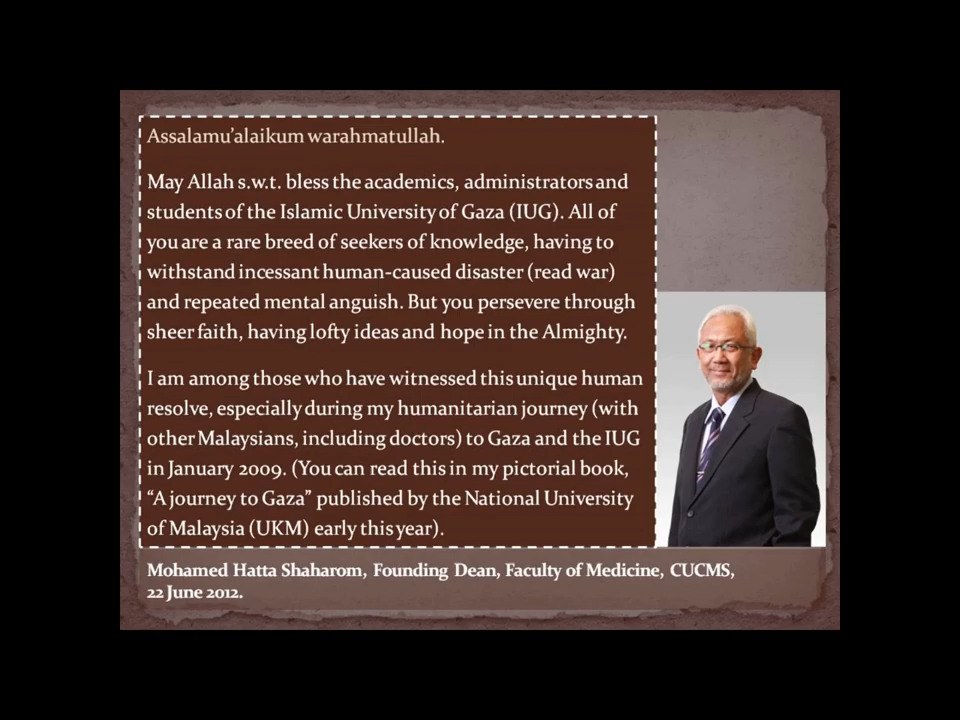 Assalamu'alaikum warahmatullah.
May Allah s.w.t. bless the academics, administrators and
students of the Islamic University of Gaza (IUG). All of
you are a rare breed of seekers of knowledge, having to
withstand incessant human-caused disaster (read war)
and repeated mental anguish. But you persevere through
sheer faith, having lofty ideas and hope in the Almighty.
I am among those who have witnessed this unique human
resolve, especially during my humanitarian journey (with
other Malaysians, including doctors) to Gaza and the IUG
in January 2009. (You can read this in my pictorial book,
“A journey to Gaza” published by the National University
of Malaysia (UKM) early this year).
Mohamed Hatta Shaharom, Founding Dean, Faculty of Medicine, CUCMS,
22 June 2012.